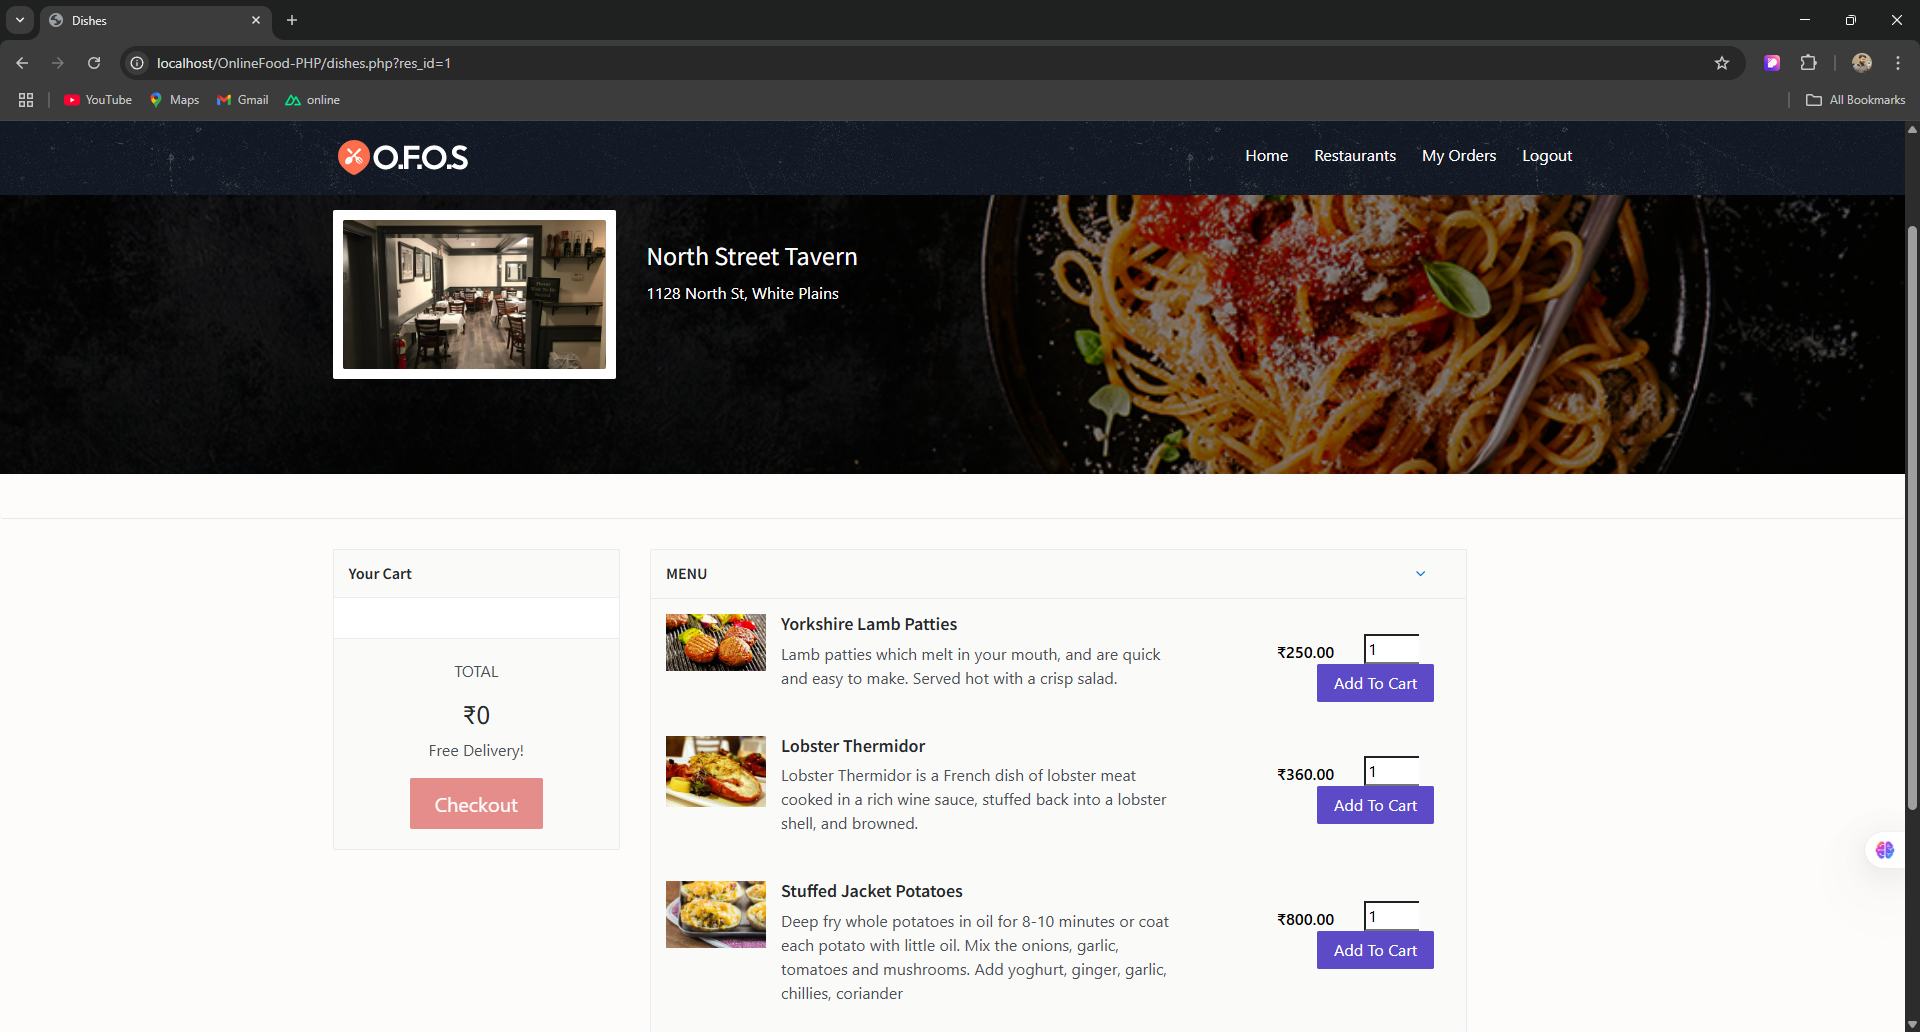 Dishes
localhost/OnlineFood-PHP/dishes.php?res_id=1
YouTube
Maps
Gmail
online
All Bookmarks
O.F.O.S
Home
Restaurants
My Orders
Logout
North Street Tavern
1128 North St, White Plains
Your Cart
TOTAL
₹0
Free Delivery!
Checkout
MENU
Yorkshire Lamb Patties
Lamb patties which melt in your mouth, and are quick
and easy to make. Served hot with a crisp salad.
₹250.00
1
Add To Cart
Lobster Thermidor
Lobster Thermidor is a French dish of lobster meat
cooked in a rich wine sauce, stuffed back into a lobster
shell, and browned.
₹360.00
1
Add To Cart
Stuffed Jacket Potatoes
Deep fry whole potatoes in oil for 8-10 minutes or coat
each potato with little oil. Mix the onions, garlic,
tomatoes and mushrooms. Add yoghurt, ginger, garlic,
chillies, coriander
₹800.00
1
Add To Cart